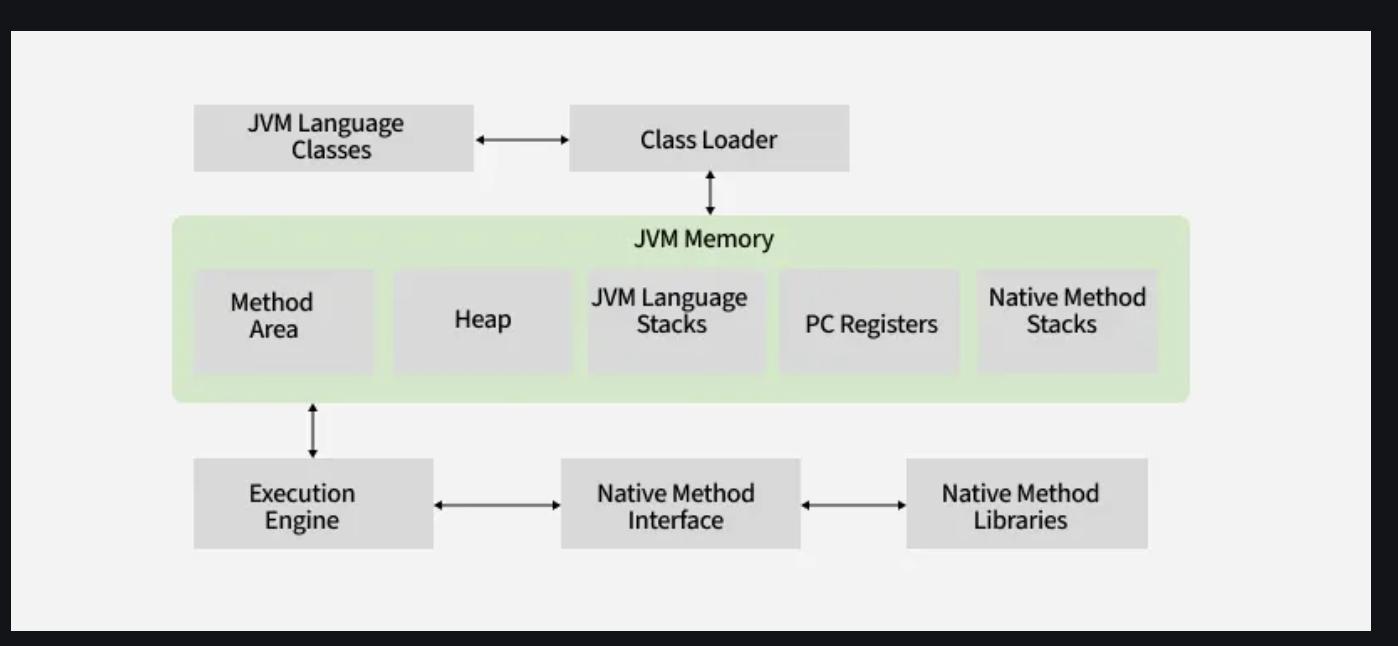 JVM Language
Classes
Class Loader
JVM Memory
Method
Area
Heap
JVM Language
Stacks
PC Registers
Native Method
Stacks
Execution
Engine
Native Method
Interface
Native Method
Libraries